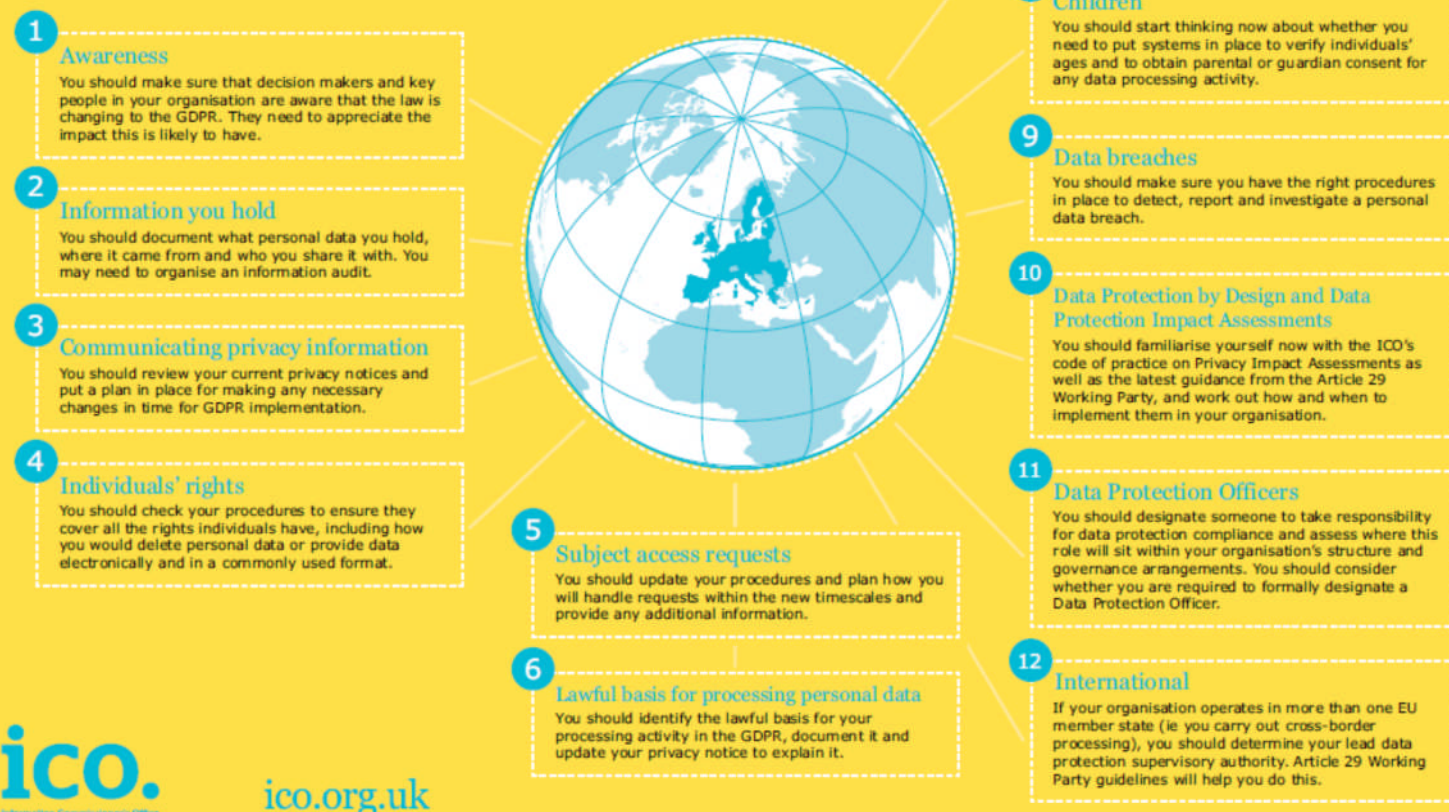 1
Awareness
You should make sure that decision makers and key
people in your organisation are aware that the law is
changing to the GDPR. They need to appreciate the
impact this is likely to have.
2
Information you hold
You should document what personal data you hold,
where it came from and who you share it with. You
may need to organise an information audit.
3
Communicating privacy information
You should review your current privacy notices and
put a plan in place for making any necessary
changes in time for GDPR implementation.
4
Individuals’ rights
You should check your procedures to ensure they
cover all the rights individuals have, including how
you would delete personal data or provide data
electronically and in a commonly used format.
5
Subject access requests
You should update your procedures and plan how you
will handle requests within the new timescales and
provide any additional information.
6
Lawful basis for processing personal data
You should identify the lawful basis for your
processing activity in the GDPR, document it and
update your privacy notice to explain it.
Children
You should start thinking now about whether you
need to put systems in place to verify individuals’
ages and to obtain parental or guardian consent for
any data processing activity.
9
Data breaches
You should make sure you have the right procedures
in place to detect, report and investigate a personal
data breach.
10
Data Protection by Design and Data
Protection Impact Assessments
You should familiarise yourself now with the ICO’s
code of practice on Privacy Impact Assessments as
well as the latest guidance from the Article 29
Working Party, and work out how and when to
implement them in your organisation.
11
Data Protection Officers
You should designate someone to take responsibility
for data protection compliance and assess where this
role will sit within your organisation’s structure and
governance arrangements. You should consider
whether you are required to formally designate a
Data Protection Officer.
12
International
If your organisation operates in more than one EU
member state (ie you carry out cross-border
processing), you should determine your lead data
protection supervisory authority. Article 29 Working
Party guidelines will help you do this.
ico.
ico.org.uk